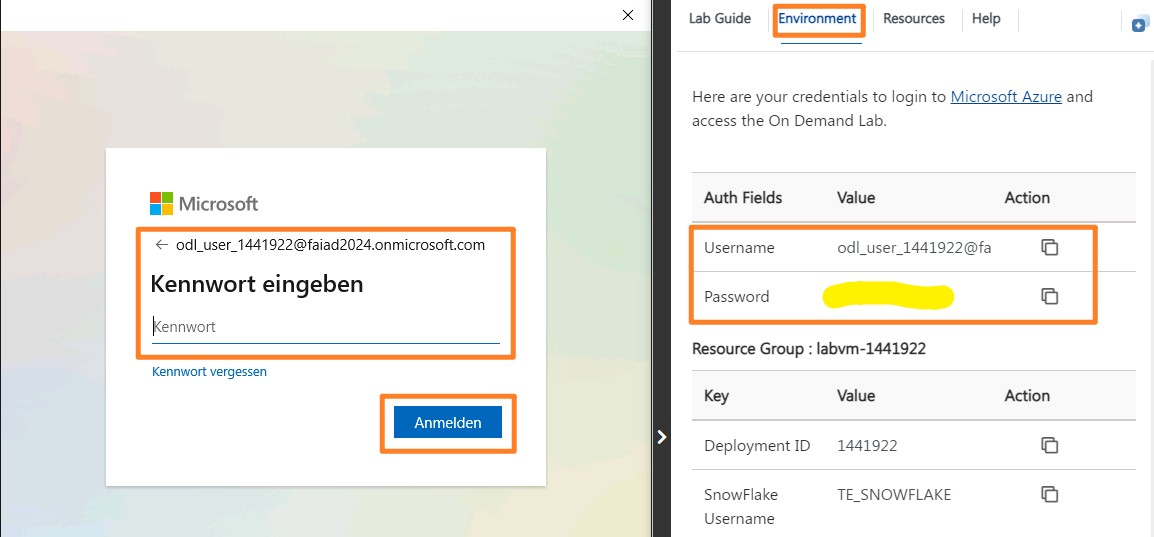 Microsoft
odl_user_1441922@faiad2024.onmicrosoft.com
Kennwort eingeben
Kennwort
Kennwort vergessen
Anmelden
Lab Guide Environment Resources Help
Here are your credentials to login to Microsoft Azure and
access the On Demand Lab.
Auth Fields Value Action
Username odl_user_1441922@fa
Password
Resource Group : labvm-1441922
Key Value Action
Deployment ID 1441922
SnowFlake TE_SNOWFLAKE
Username